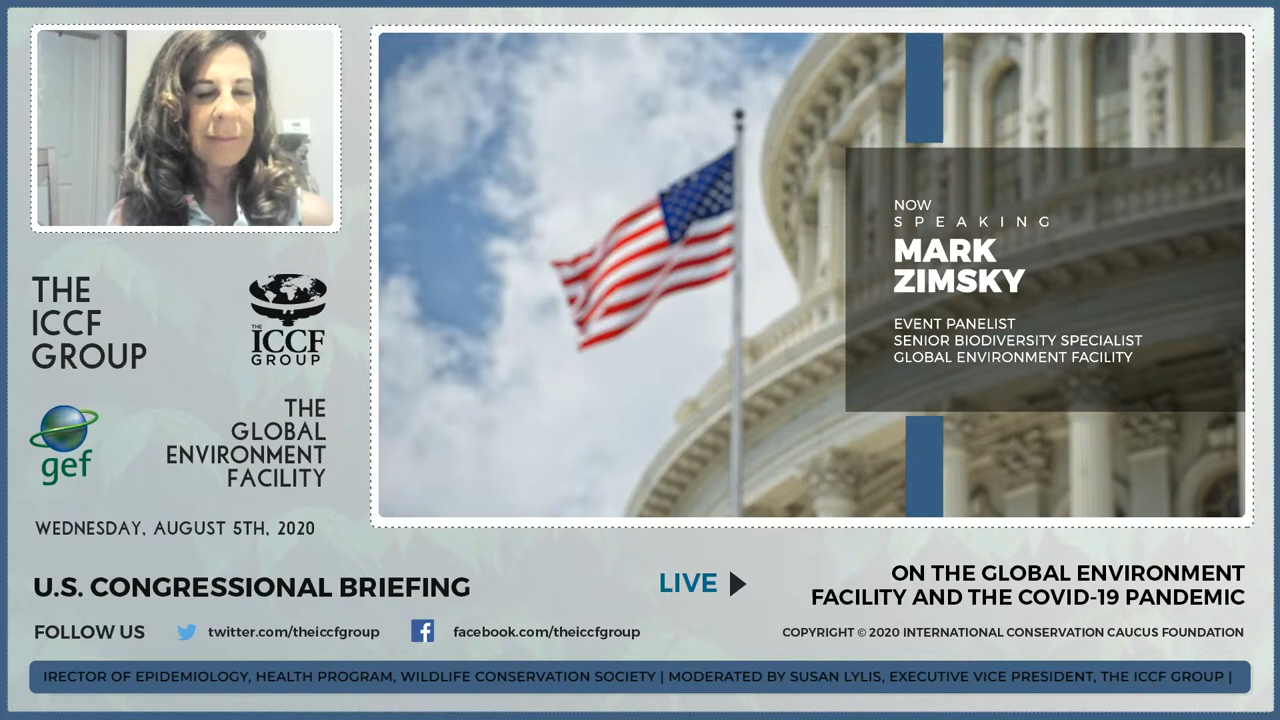 THE
ICCF
GROUP
THE
ICCF
GROUP
gef
THE
GLOBAL
ENVIRONMENT
FACILITY
WEDNESDAY, AUGUST 5TH, 2020
NOW
SPEAKING
MARK
ZIMSKY
EVENT PANELIST
SENIOR BIODIVERSITY SPECIALIST
GLOBAL ENVIRONMENT FACILITY
U.S. CONGRESSIONAL BRIEFING
LIVE
ON THE GLOBAL ENVIRONMENT
FACILITY AND THE COVID-19 PANDEMIC
FOLLOW US twitter.com/theiccfgroup facebook.com/theiccfgroup
COPYRIGHT © 2020 INTERNATIONAL CONSERVATION CAUCUS FOUNDATION
IRECTOR OF EPIDEMIOLOGY, HEALTH PROGRAM, WILDLIFE CONSERVATION SOCIETY | MODERATED BY SUSAN LYLIS, EXECUTIVE VICE PRESIDENT, THE ICCF GROUP |